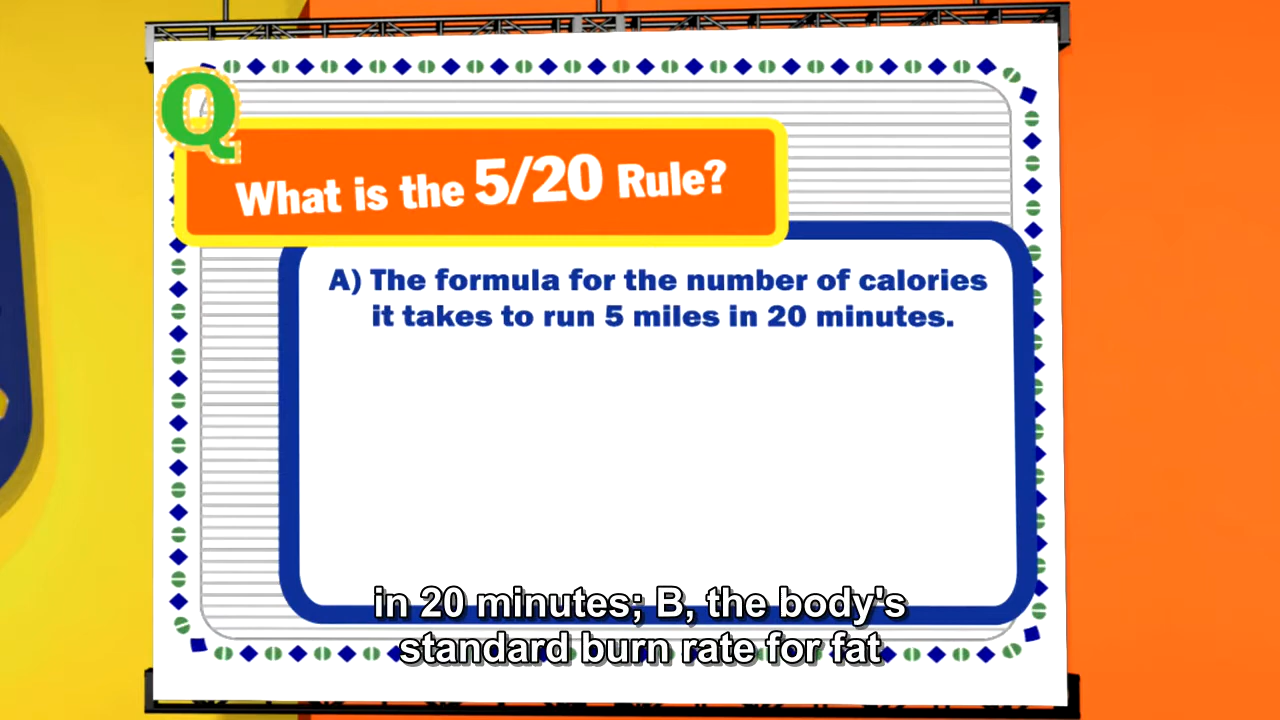 Q
What is the 5/20 Rule?
A) The formula for the number of calories
it takes to run 5 miles in 20 minutes.
in 20 minutes; B, the body's
standard burn rate for fat